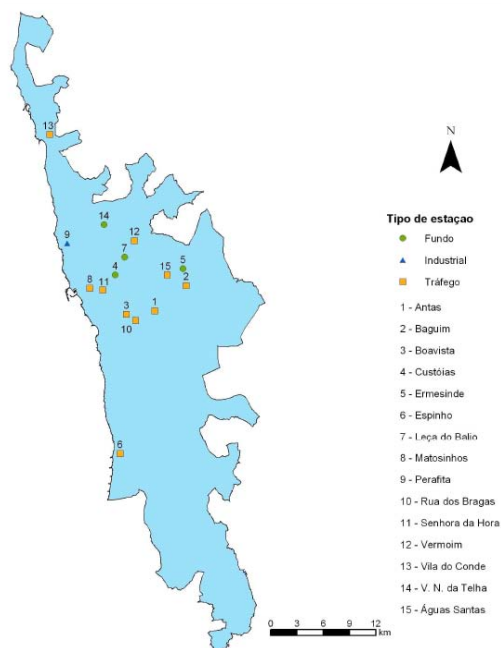 N
13
14
9
12
7
5
4
15
2
8
11
3
1
10
6
Tipo de estaçao
Fundo
Industrial
Tráfego
1 - Antas
2 - Baguim
3 - Boavista
4 - Custóias
5 - Ermesinde
6 - Espinho
7 - Leça do Balio
8 - Matosinhos
9 - Perafita
10 - Rua dos Bragas
11 - Senhora da Hora
12 - Vermoim
13 - Vila do Conde
14 - V. N. da Telha
15 - Águas Santas
0 3 6 12
km